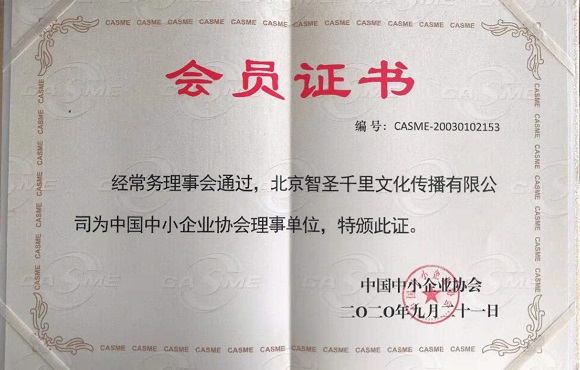 会员证书
编号：CASME-20030102153
经常务理事会通过，北京智圣千里文化传播有限公
司为中国中小企业协会理事单位，特颁此证。
中国中小企业协会
二〇二〇年九月二十一日